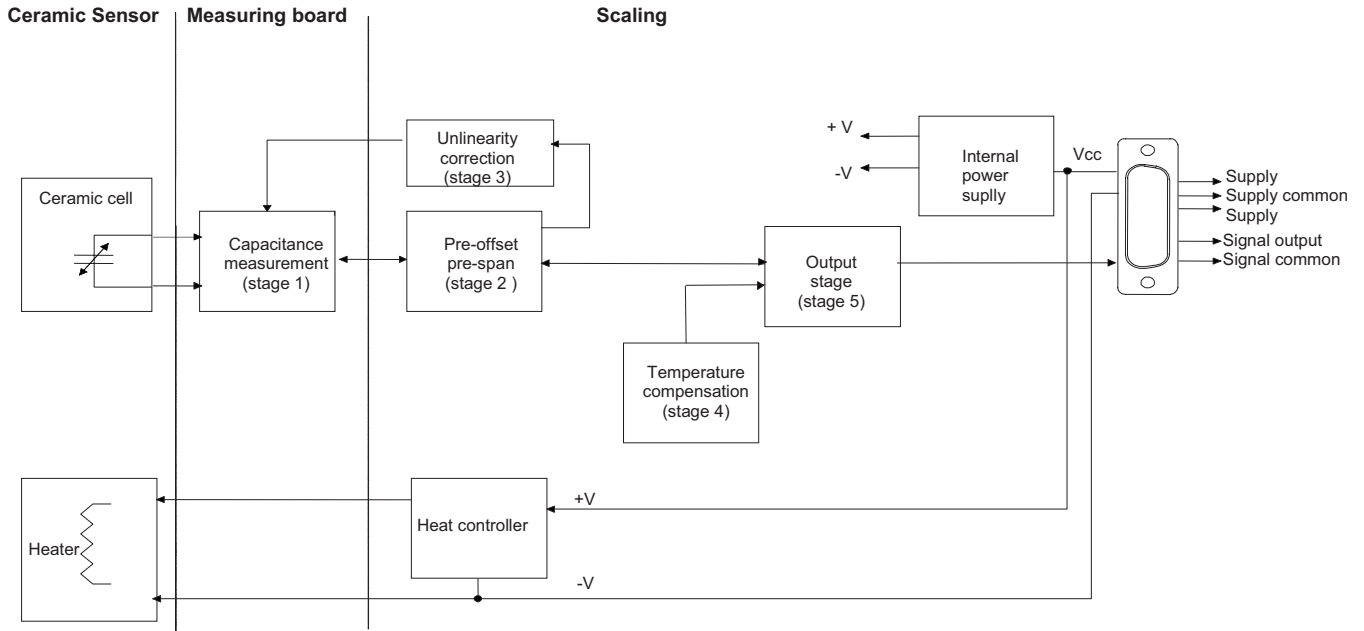 Ceramic Sensor
Measuring board
Scaling
Unlinearity
correction
(stage 3)
+ V
-V
Internal
power
suplly
Vcc
Supply
Supply common
Supply
Signal output
Signal common
Ceramic cell
Capacitance
measurement
(stage 1)
Pre-offset
pre-span
(stage 2 )
Output
stage
(stage 5)
Temperature
compensation
(stage 4)
Heater
Heat controller
+V
-V